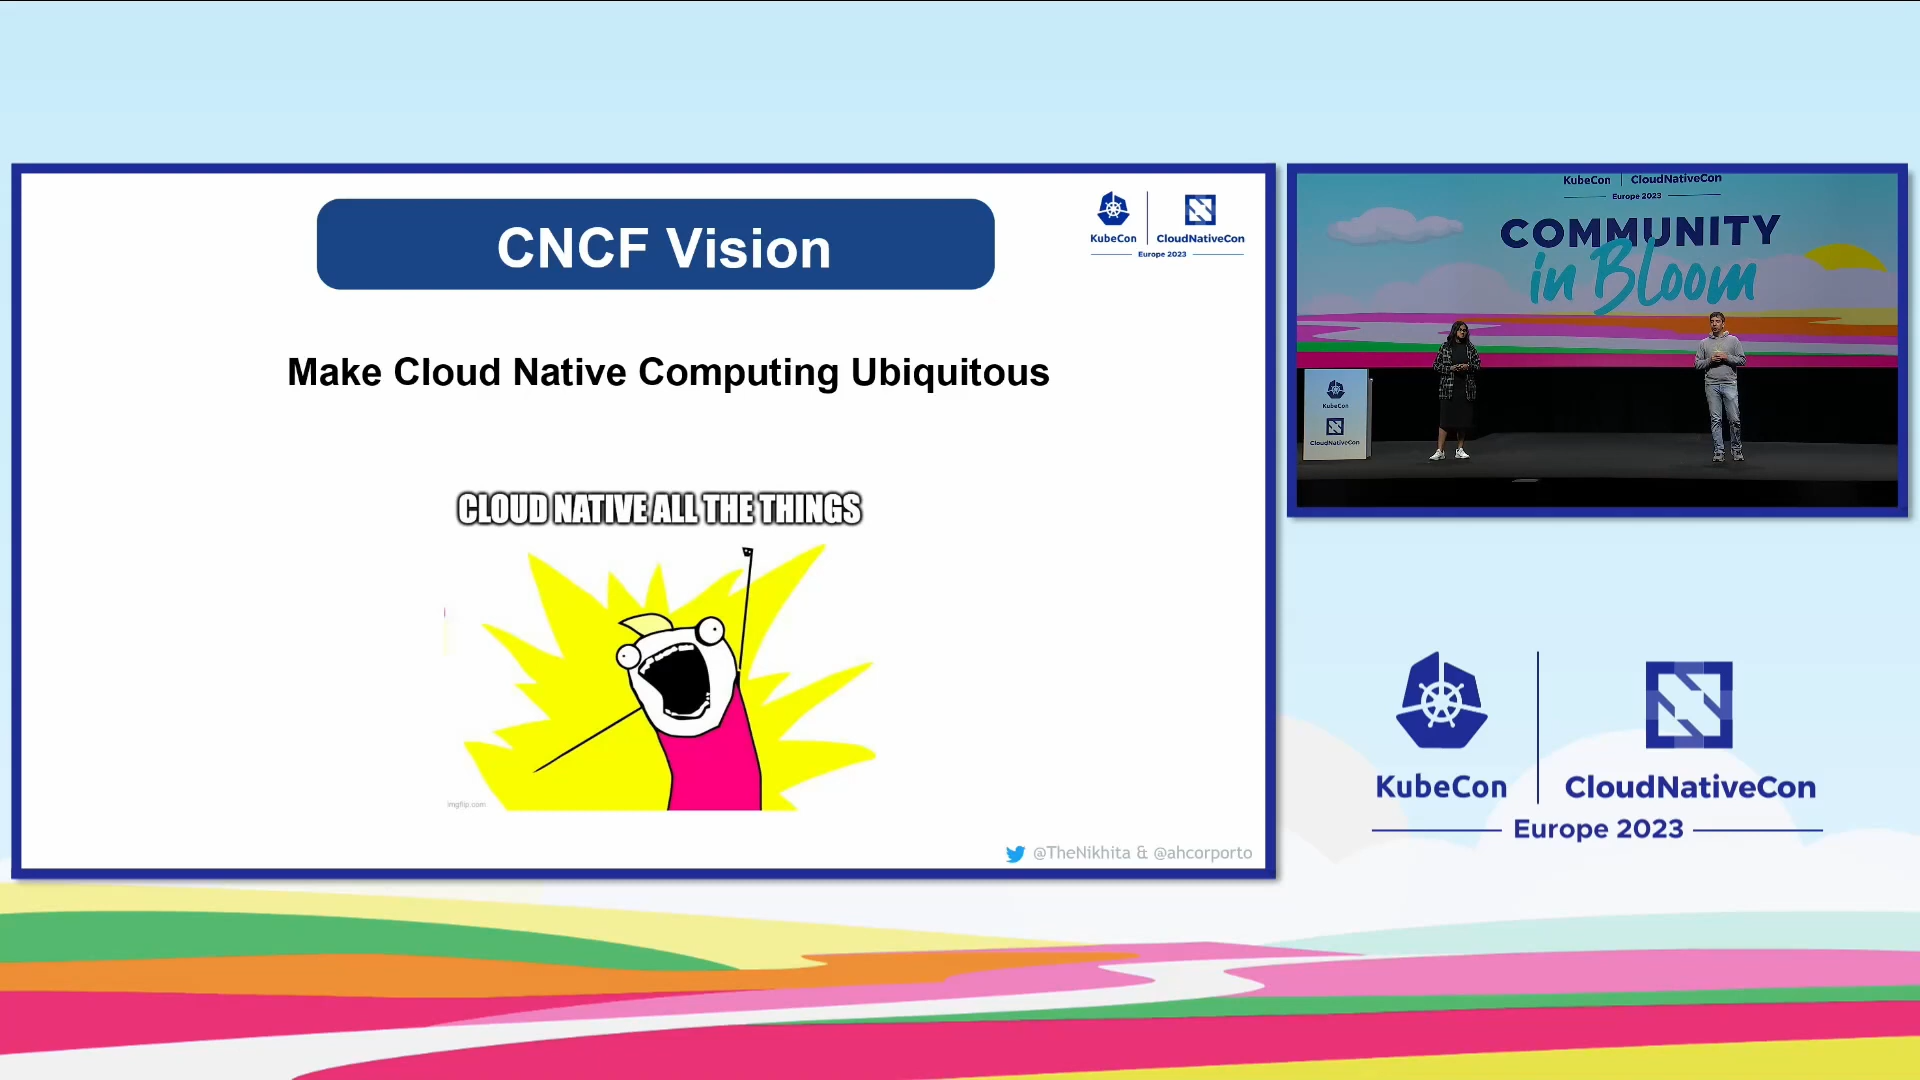 CNCF Vision
KubeCon
CloudNativeCon
Europe 2023
Make Cloud Native Computing Ubiquitous
CLOUD NATIVE ALL THE THINGS
imgflip.com
@TheNikhita & @ahcorporto
KubeCon
CloudNativeCon
Europe 2023
COMMUNITY
in Bloom
KubeCon
CloudNativeCon
KubeCon
CloudNativeCon
Europe 2023